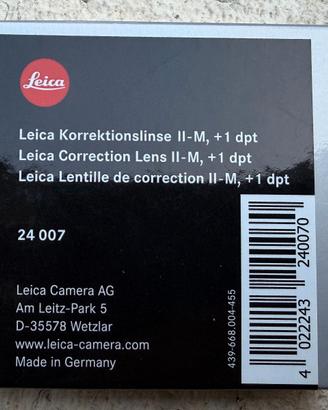 Leica
Leica Korrektionslinse II-M, +1 dpt
Leica Correction Lens II-M, +1 dpt
Leica Lentille de correction II-M, +1 dpt
24 007
Leica Camera AG
Am Leitz-Park 5
D-35578 Wetzlar
www.leica-camera.com
Made in Germany
439-668.004-455
4 022243 240070